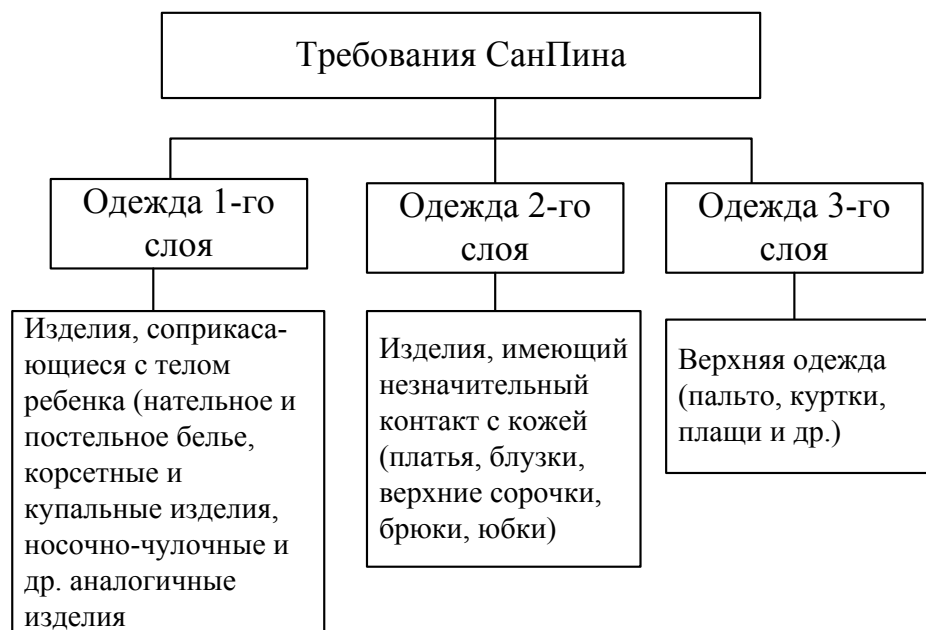 Требования СанПина
Одежда 1-го
слоя
Изделия, соприкаса-
ющиеся с телом
ребенка (нательное и
постельное белье,
корсетные и
купальные изделия,
носочно-чулочные и
др. аналогичные
изделия
Одежда 2-го
слоя
Изделия, имеющий
незначительный
контакт с кожей
(платья, блузки,
верхние сорочки,
брюки, юбки)
Одежда 3-го
слоя
Верхняя одежда
(пальто, куртки,
плащи и др.)